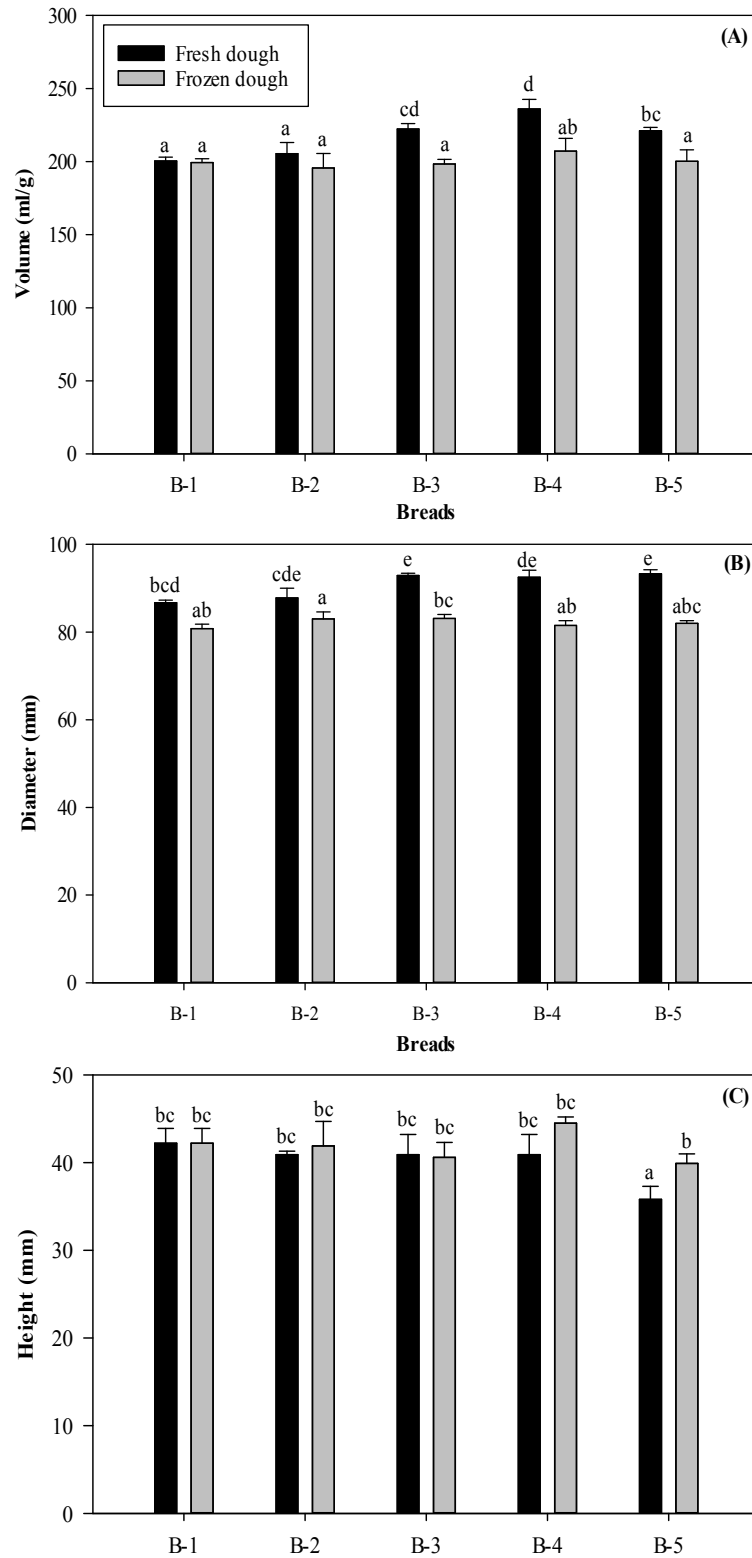 300
(A)
Fresh dough
Frozen dough
250
200
150
100
50
0
Volume (ml/g)
a a a a cd a d ab bc a
B-1 B-2 B-3 B-4 B-5
Breads
100
(B)
80
60
40
20
0
Diameter (mm)
bcd ab cde a e bc de ab e abc
B-1 B-2 B-3 B-4 B-5
Breads
50
(C)
40
30
20
10
0
Height (mm)
bc bc bc bc bc bc bc bc a b
B-1 B-2 B-3 B-4 B-5